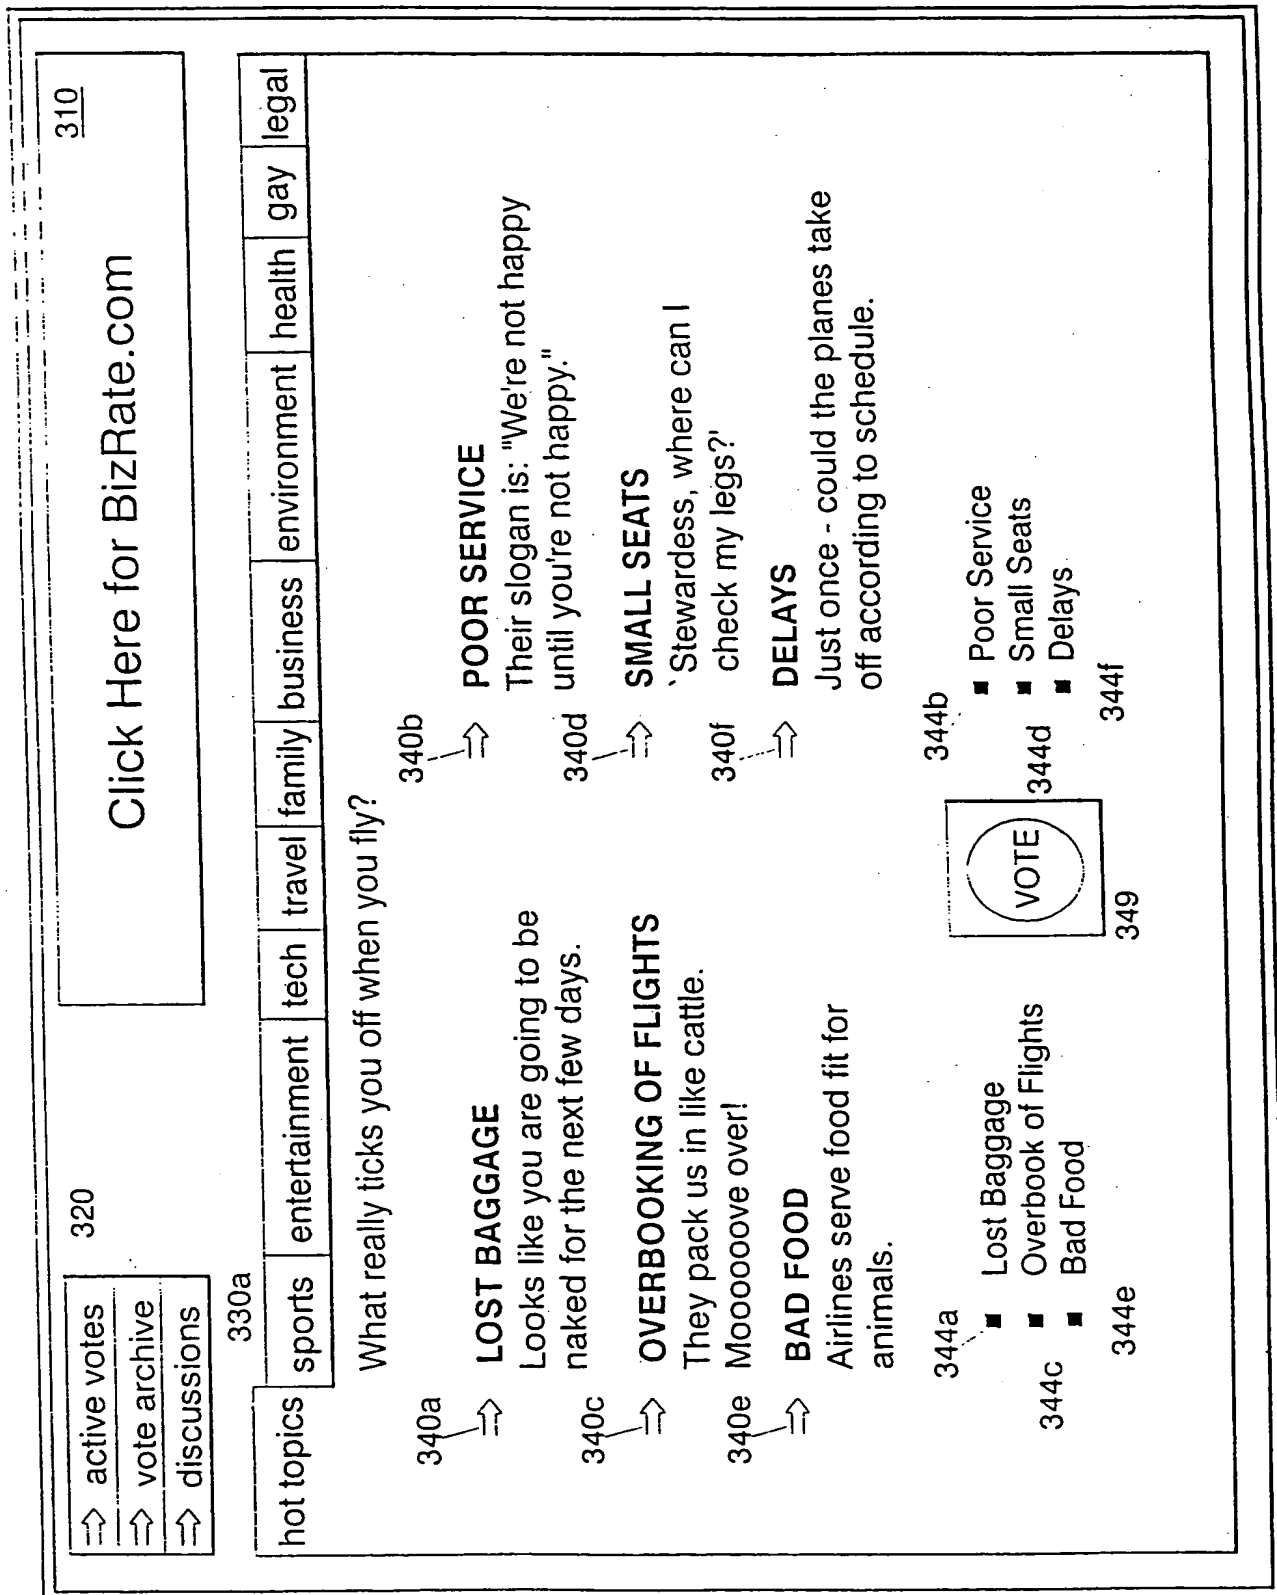 310
Click Here for BizRate.com
320
⇒ active votes
⇒ vote archive
⇒ discussions
330a
hot topics sports entertainment tech travel family business environment health gay legal
What really ticks you off when you fly?
340a
⇒ LOST BAGGAGE
Looks like you are going to be
naked for the next few days.
340c
⇒ OVERBOOKING OF FLIGHTS
They pack us in like cattle.
Moooooove over!
340e
⇒ BAD FOOD
Airlines serve food fit for
animals.
340b
⇒ POOR SERVICE
Their slogan is: "We're not happy
until you're not happy."
340d
⇒ SMALL SEATS
`Stewardess, where can I
check my legs?'
340f
⇒ DELAYS
Just once - could the planes take
off according to schedule.
344a
■ Lost Baggage
344c
■ Overbook of Flights
■ Bad Food
344e
VOTE
349
344b
■ Poor Service
344d
■ Small Seats
■ Delays
344f